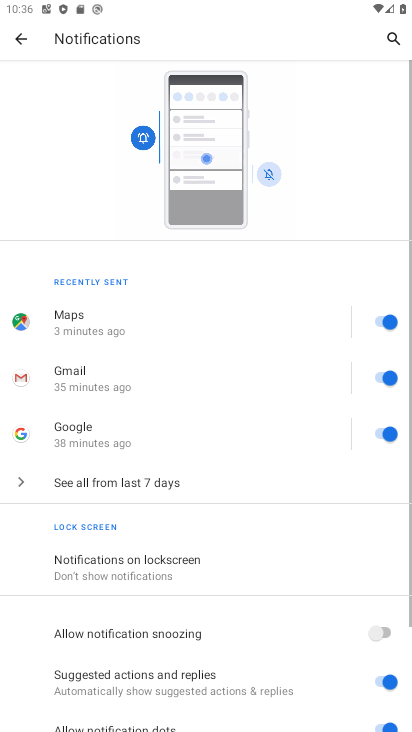 10:36
Notifications
RECENTLY SENT
Maps
3 minutes ago
Gmail
35 minutes ago
Google
38 minutes ago
See all from last 7 days
LOCK SCREEN
Notifications on lockscreen
Don't show notifications
Allow notification snoozing
Suggested actions and replies
Automatically show suggested actions & replies
Allow notification dots